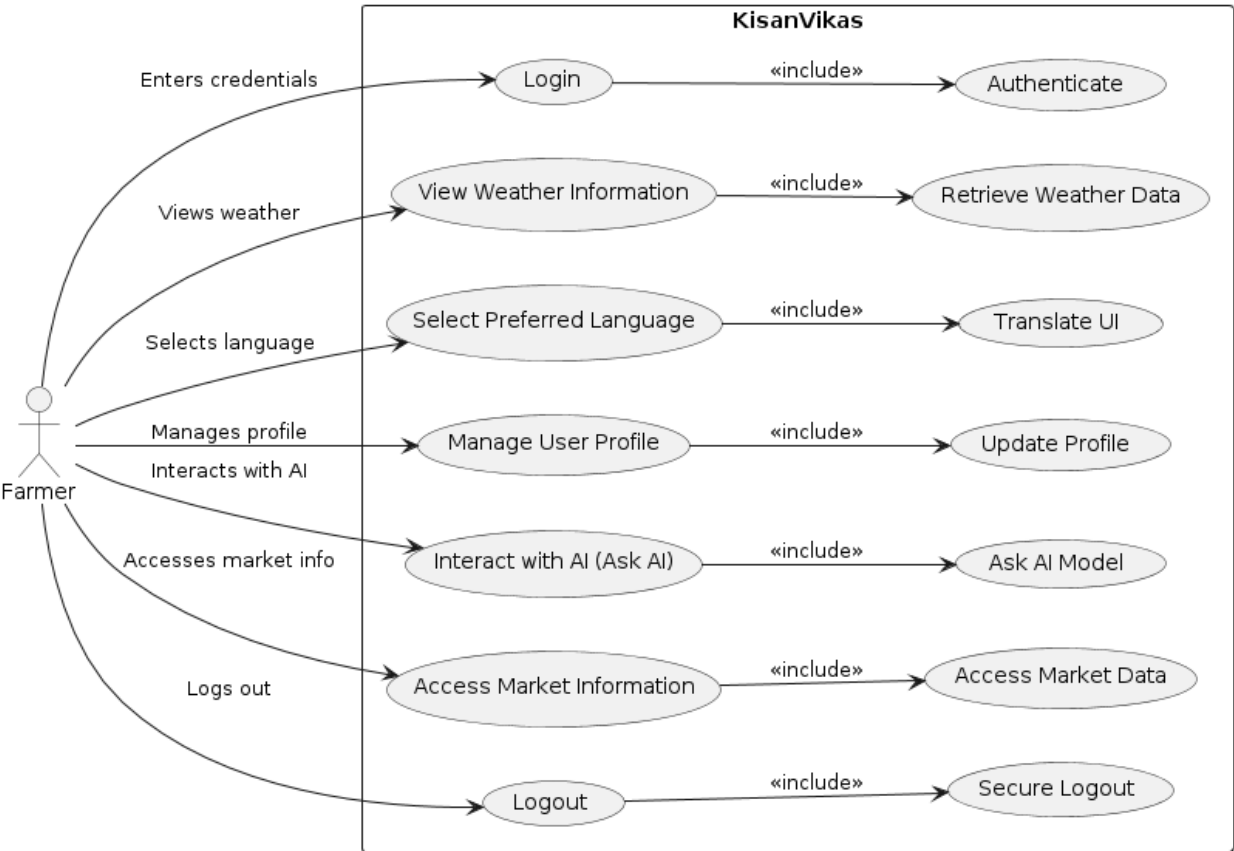 KisanVikas
Enters credentials
Login
«include»
Authenticate
Views weather
View Weather Information
«include»
Retrieve Weather Data
Selects language
Select Preferred Language
«include»
Translate UI
Manages profile
Manage User Profile
«include»
Update Profile
Interacts with AI
Farmer
Accesses market info
Interact with AI (Ask AI)
«include»
Ask AI Model
Logs out
Access Market Information
«include»
Access Market Data
Logout
«include»
Secure Logout